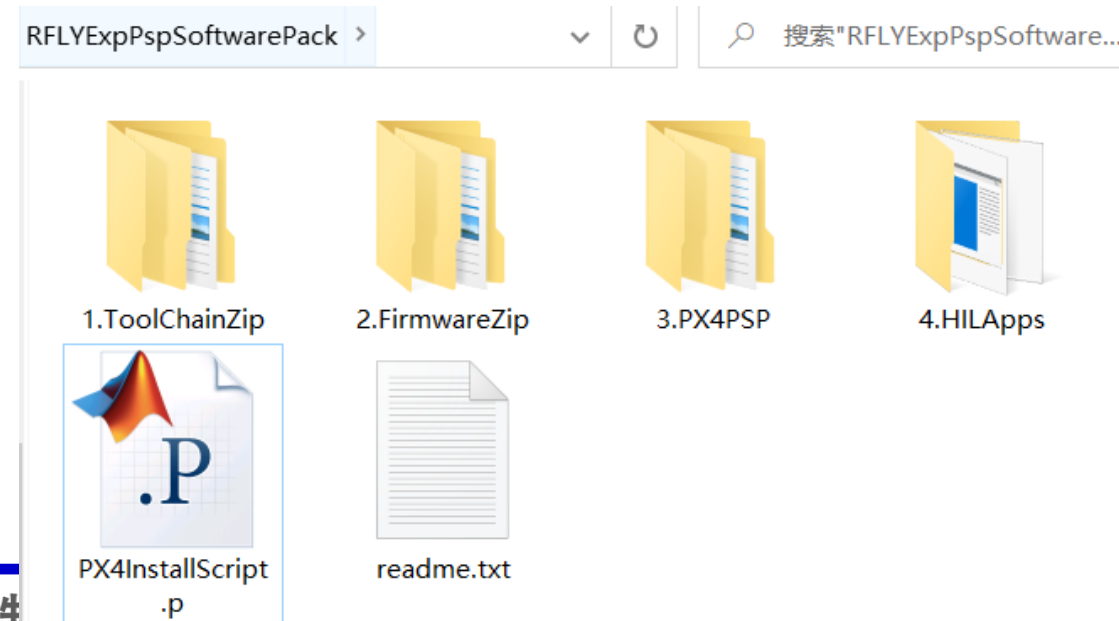 RFLYExpPspSoftwarePack >
搜索"RFLYExpPspSoftware...
1.ToolChainZip
2.FirmwareZip
3.PX4PSP
4.HILApps
.P
PX4InstallScript
.p
readme.txt